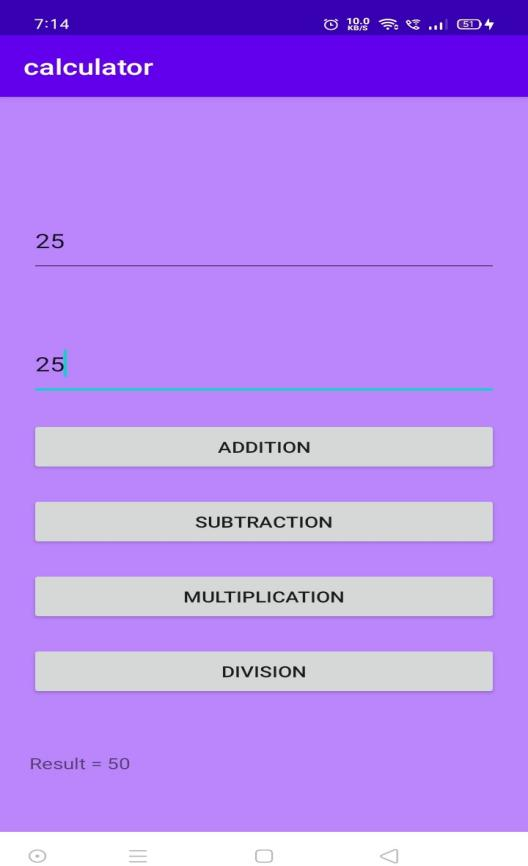 7:14 10.0 KB/S 51
calculator
25
25
ADDITION
SUBTRACTION
MULTIPLICATION
DIVISION
Result = 50